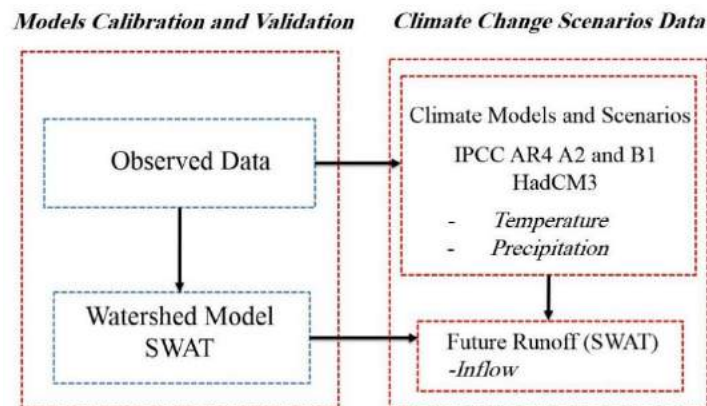 Models Calibration and Validation
Climate Change Scenarios Data
Observed Data
Watershed Model
SWAT
Climate Models and Scenarios
IPCC AR4 A2 and B1
HadCM3
- Temperature
- Precipitation
Future Runoff (SWAT)
-Inflow